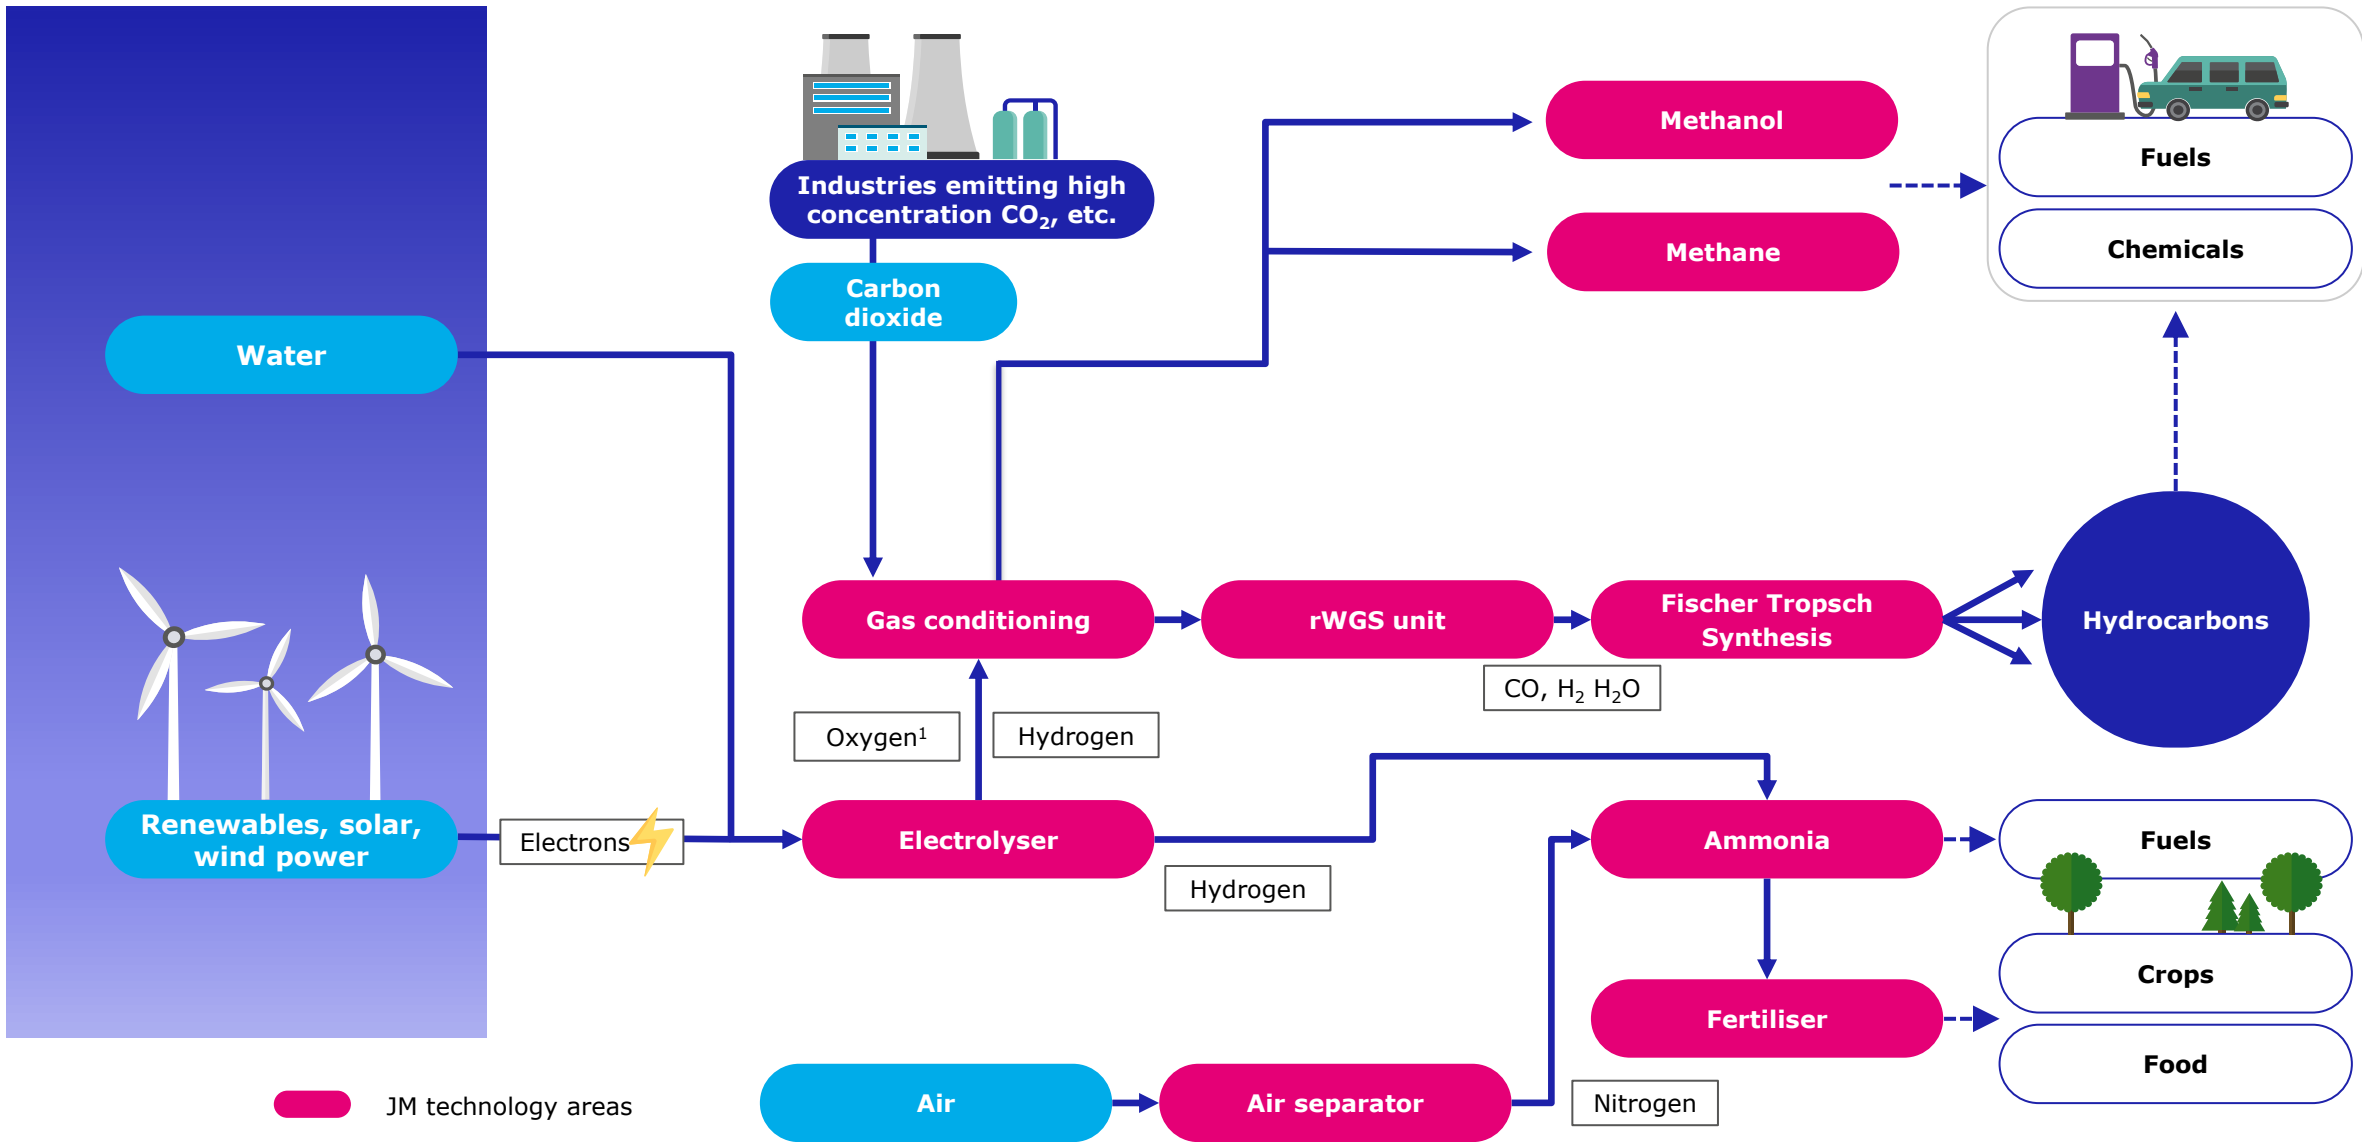 Industries emitting high
concentration CO₂, etc.
Carbon
dioxide
Methanol
Methane
Fuels
Chemicals
Water
Gas conditioning
rWGS unit
Fischer Tropsch
Synthesis
Hydrocarbons
CO, H₂ H₂O
Oxygen¹
Hydrogen
Renewables, solar,
wind power
Electrons
Electrolyser
Hydrogen
Ammonia
Fuels
Crops
Fertiliser
Food
Air
Air separator
Nitrogen
JM technology areas